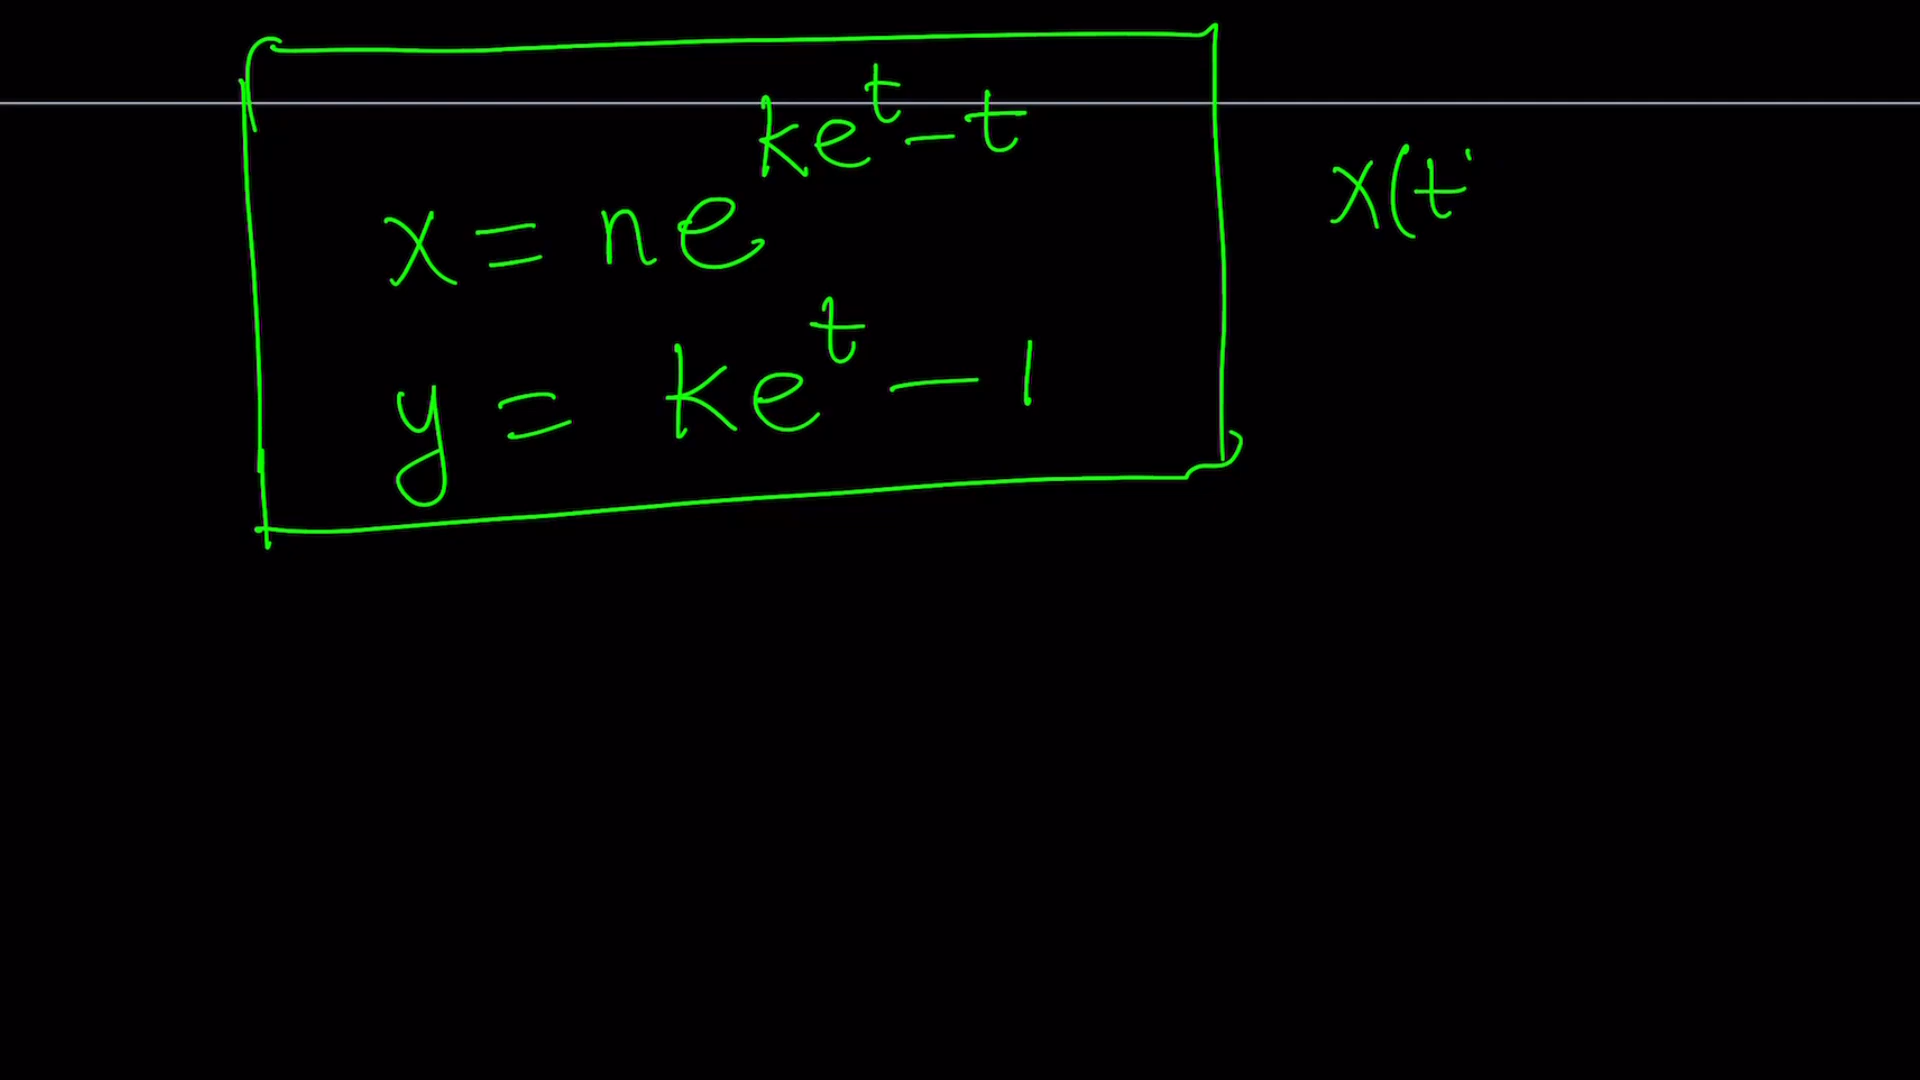 x = ne^{ke^t - t}
x(t
y = ke^t - 1